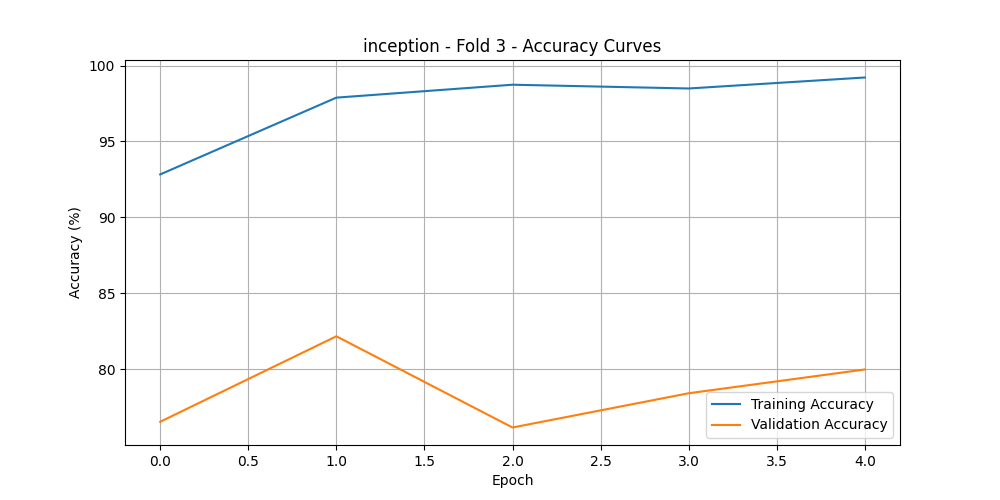 inception - Fold 3 - Accuracy Curves
Accuracy (%)
100
95
90
85
80
Training Accuracy
Validation Accuracy
0.0 0.5 1.0 1.5 2.0 2.5 3.0 3.5 4.0
Epoch